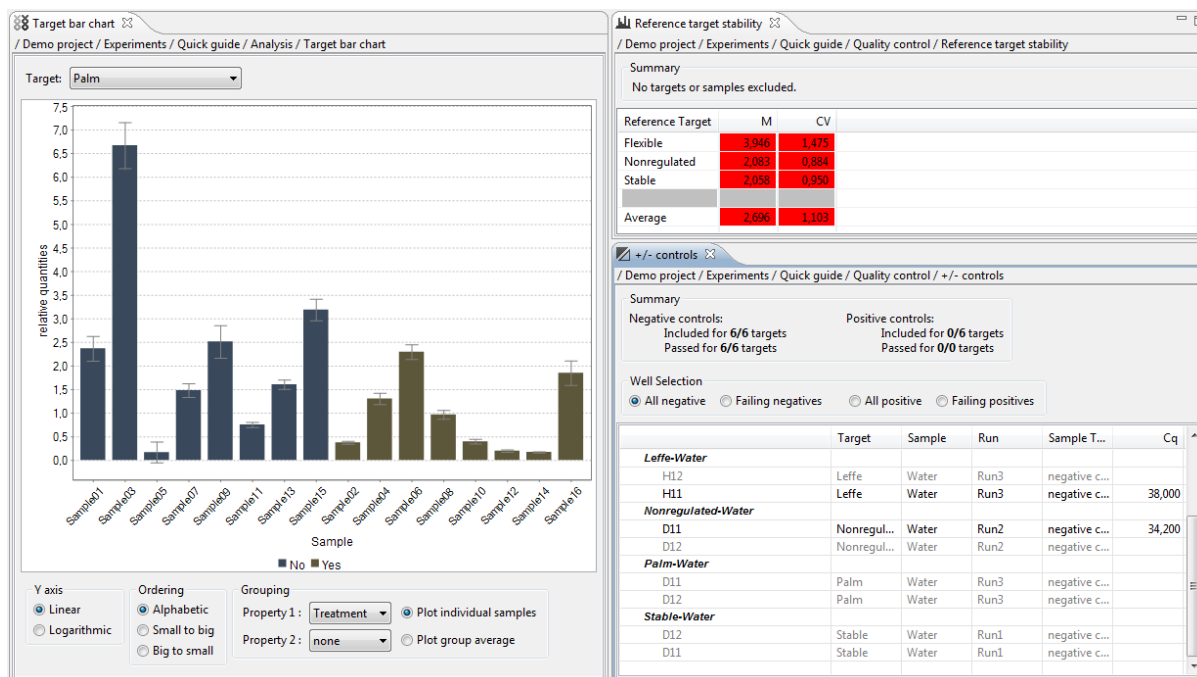 Target bar chart
/ Demo project / Experiments / Quick guide / Analysis / Target bar chart
Target: Palm
7,5
7,0
6,5
6,0
5,5
5,0
4,5
4,0
3,5
3,0
2,5
2,0
1,5
1,0
0,5
0,0
relative quantities
Sample01 Sample03 Sample05 Sample07 Sample09 Sample11 Sample13 Sample15 Sample02 Sample04 Sample06 Sample08 Sample10 Sample12 Sample14 Sample16
Sample
No Yes
Y axis
Linear
Logarithmic
Ordering
Alphabetic
Small to big
Big to small
Grouping
Property 1 : Treatment Plot individual samples
Property 2 : none Plot group average
Reference target stability
/ Demo project / Experiments / Quick guide / Quality control / Reference target stability
Summary
No targets or samples excluded.
Reference Target M CV
Flexible 3,946 1,475
Nonregulated 2,083 0,884
Stable 2,058 0,950
Average 2,696 1,103
+/- controls
/ Demo project / Experiments / Quick guide / Quality control / +/- controls
Summary
Negative controls: Positive controls:
Included for 6/6 targets Included for 0/6 targets
Passed for 6/6 targets Passed for 0/0 targets
Well Selection
All negative Failing negatives All positive Failing positives
Target Sample Run Sample T... Cq
Leffe-Water
H12 Leffe Water Run3 negative c...
H11 Leffe Water Run3 negative c... 38,000
Nonregulated-Water
D11 Nonregul... Water Run2 negative c... 34,200
D12 Nonregul... Water Run2 negative c...
Palm-Water
D11 Palm Water Run3 negative c...
D12 Palm Water Run3 negative c...
Stable-Water
D12 Stable Water Run1 negative c...
D11 Stable Water Run1 negative c...